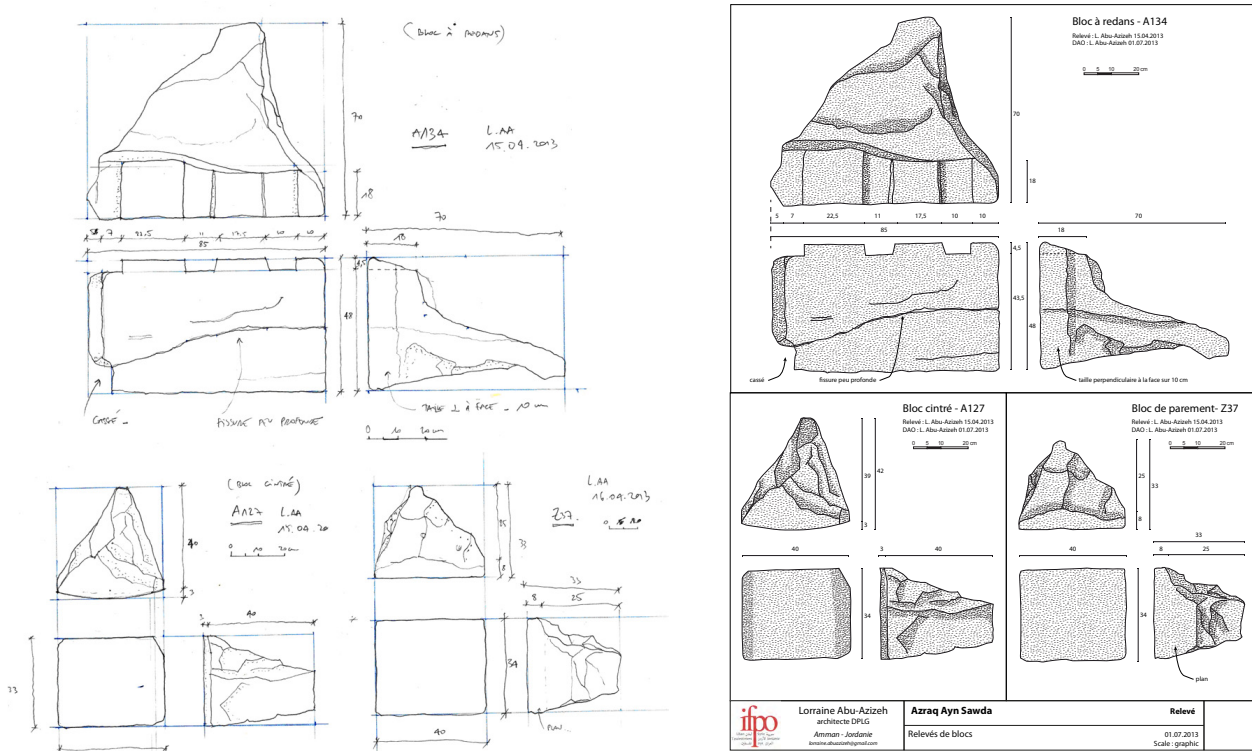 (BLOC À REDANS)
A134
L.AA
15.04.2013
70
18
70
7
22.5
11
17.5
10
10
85
18
4,5
48
CASSÉ
FISSURE PEU PROFONDE
TAILLE ⊥ À FACE - 10 cm
0 10 20 cm
(BLOC CINTRÉ)
A127
L.AA
15.04.20
0 10 20cm
40
3
3
40
33
L.AA
16.04.2013
Z37.
25
33
8
33
8
25
34
40
PLAN
Bloc à redans - A134
Relevé : L. Abu-Azizeh 15.04.2013
DAO : L. Abu-Azizeh 01.07.2013
0 5 10 20 cm
70
18
5 7 22,5 11 17,5 10 10
85
70
18
4,5
43,5
48
cassé
fissure peu profonde
taille perpendiculaire à la face sur 10 cm
Bloc cintré - A127
Relevé : L. Abu-Azizeh 15.04.2013
DAO : L. Abu-Azizeh 01.07.2013
0 5 10 20 cm
39
42
3
40
3
40
34
Bloc de parement- Z37
Relevé : L. Abu-Azizeh 15.04.2013
DAO : L. Abu-Azizeh 01.07.2013
0 5 10 20 cm
25
33
8
40
33
8
25
34
plan
ifpo
Lorraine Abu-Azizeh
architecte DPLG
Amman - Jordanie
lorraine.abuazizeh@gmail.com
Azraq Ayn Sawda
Relevé
Relevés de blocs
01.07.2013
Scale : graphic